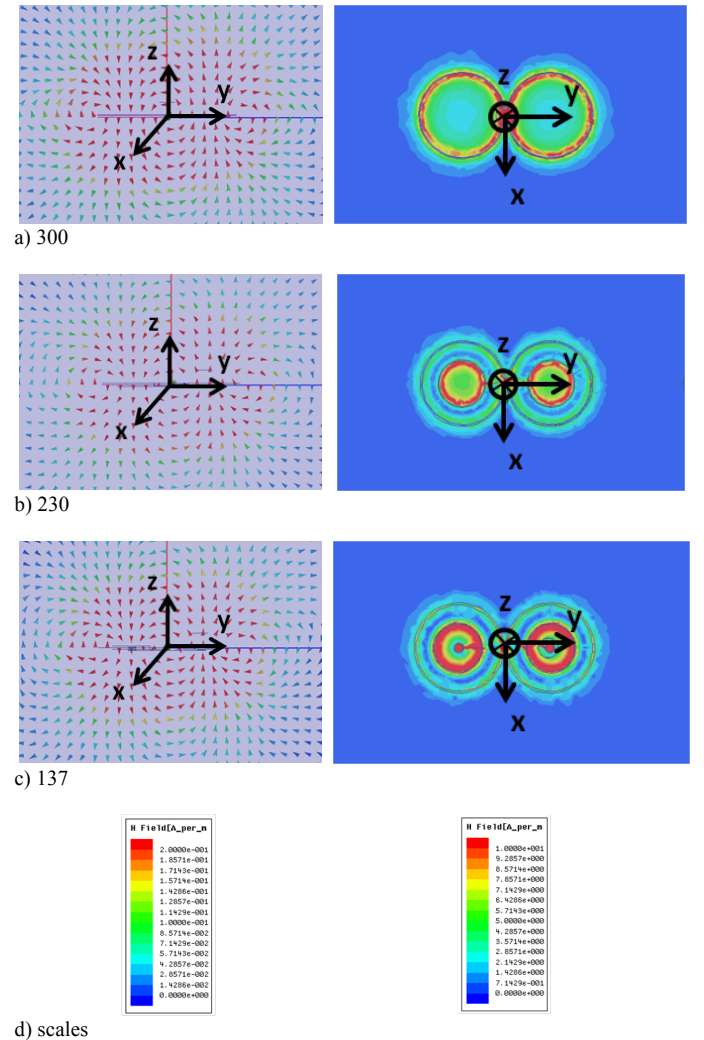 z
y
x
z
y
x
a) 300
z
y
x
z
y
x
b) 230
z
y
x
z
y
x
c) 137
H Field[A_per_m
2.0000e-001
1.8571e-001
1.7143e-001
1.5714e-001
1.4286e-001
1.2857e-001
1.1429e-001
1.0000e-001
8.5714e-002
7.1429e-002
5.7143e-002
4.2857e-002
2.8571e-002
1.4286e-002
0.0000e+000
H Field[A_per_m
1.0000e+001
9.2857e+000
8.5714e+000
7.8571e+000
7.1429e+000
6.4286e+000
5.7143e+000
5.0000e+000
4.2857e+000
3.5714e+000
2.8571e+000
2.1429e+000
1.4286e+000
7.1429e-001
0.0000e+000
d) scales